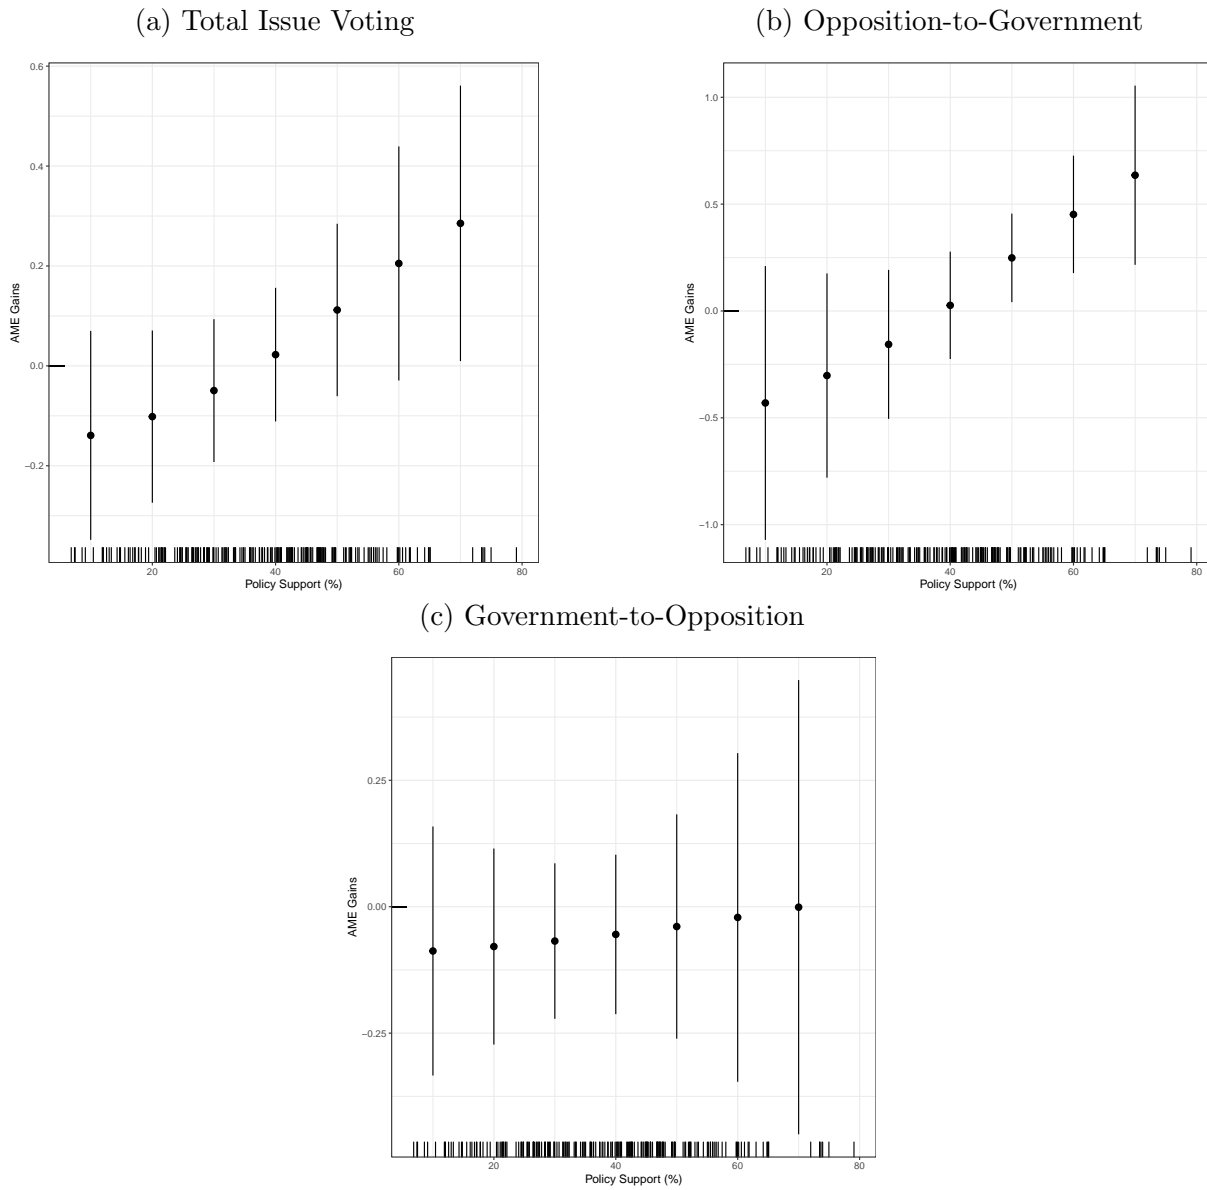 (a) Total Issue Voting
0.6
0.4
0.2
0.0
−0.2
AME Gains
20
40
60
80
Policy Support (%)
(b) Opposition-to-Government
1.0
0.5
0.0
−0.5
−1.0
AME Gains
20
40
60
80
Policy Support (%)
(c) Government-to-Opposition
0.25
0.00
−0.25
AME Gains
20
40
60
80
Policy Support (%)